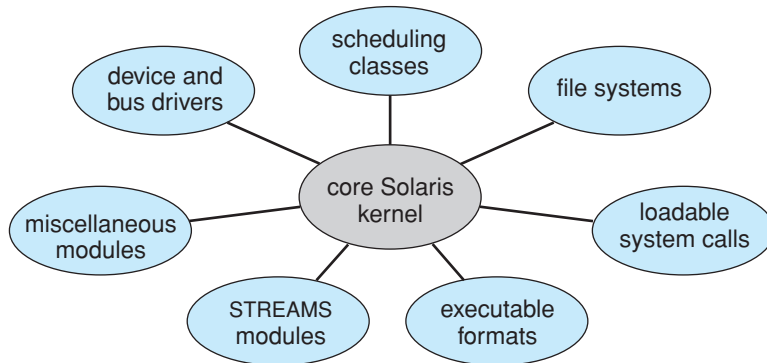 scheduling
classes
device and
bus drivers
file systems
core Solaris
kernel
miscellaneous
modules
loadable
system calls
STREAMS
modules
executable
formats